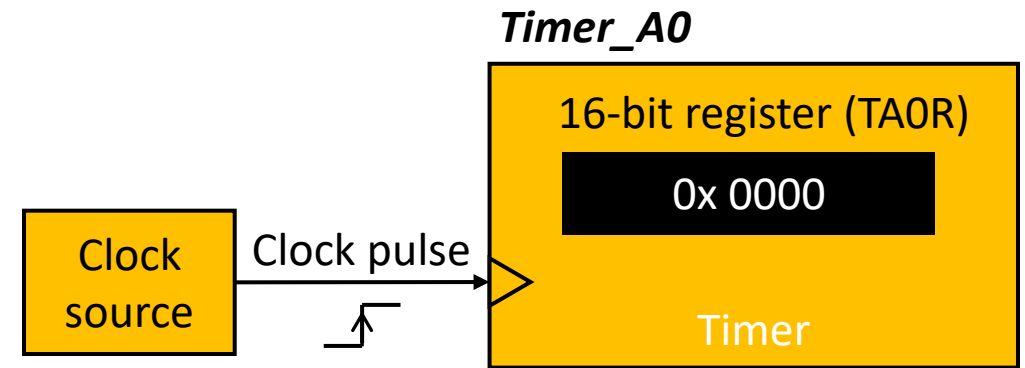 Timer_A0
16-bit register (TA0R)
0x 0000
Clock pulse
Clock
source
Timer